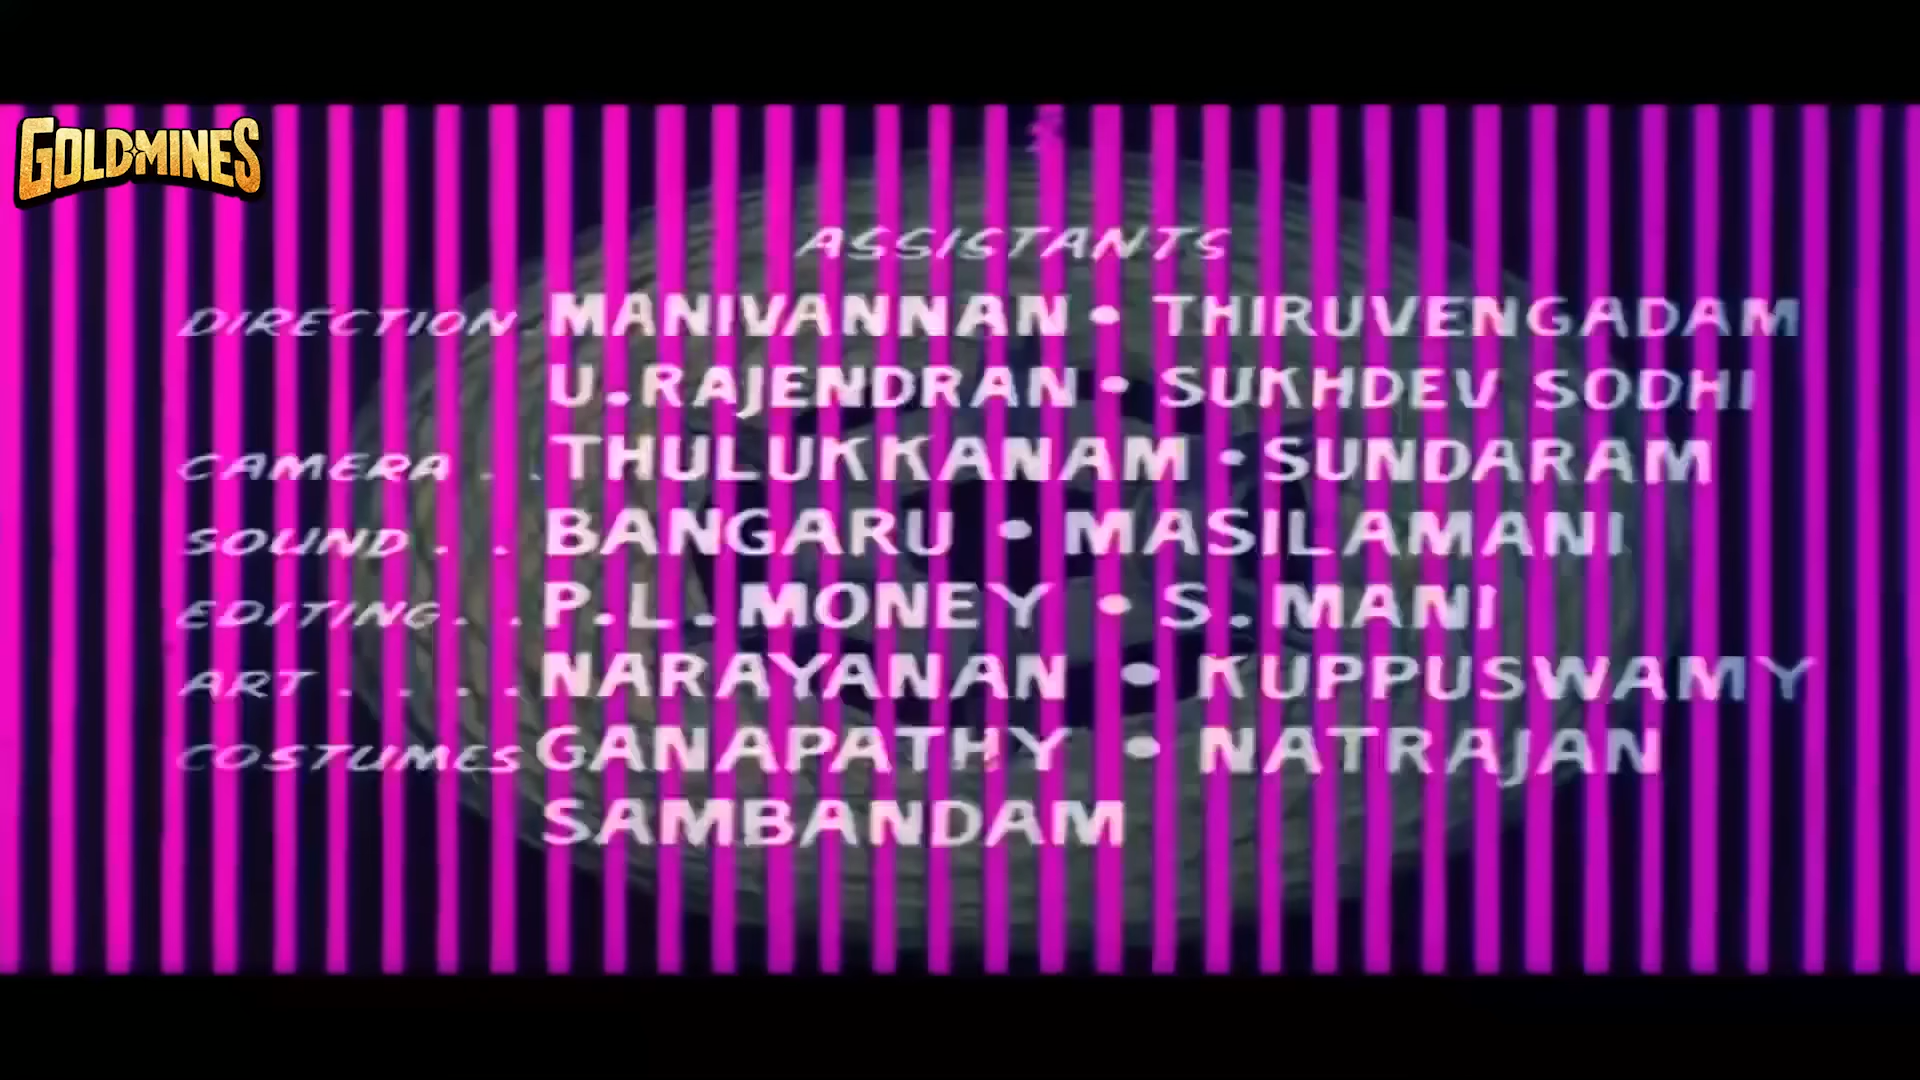 GOLDMINES
ASSISTANTS
DIRECTION MANIVANNAN • THIRUVENGADAM
U. RAJENDRAN • SUKHDEV SODHI
CAMERA . . THULUKKANAM • SUNDARAM
SOUND . . BANGARU • MASILAMANI
EDITING . . P. L. MONEY • S. MANI
ART . . . . NARAYANAN • KUPPUSWAMY
COSTUMES GANAPATHY • NATRAJAN
SAMBANDAM